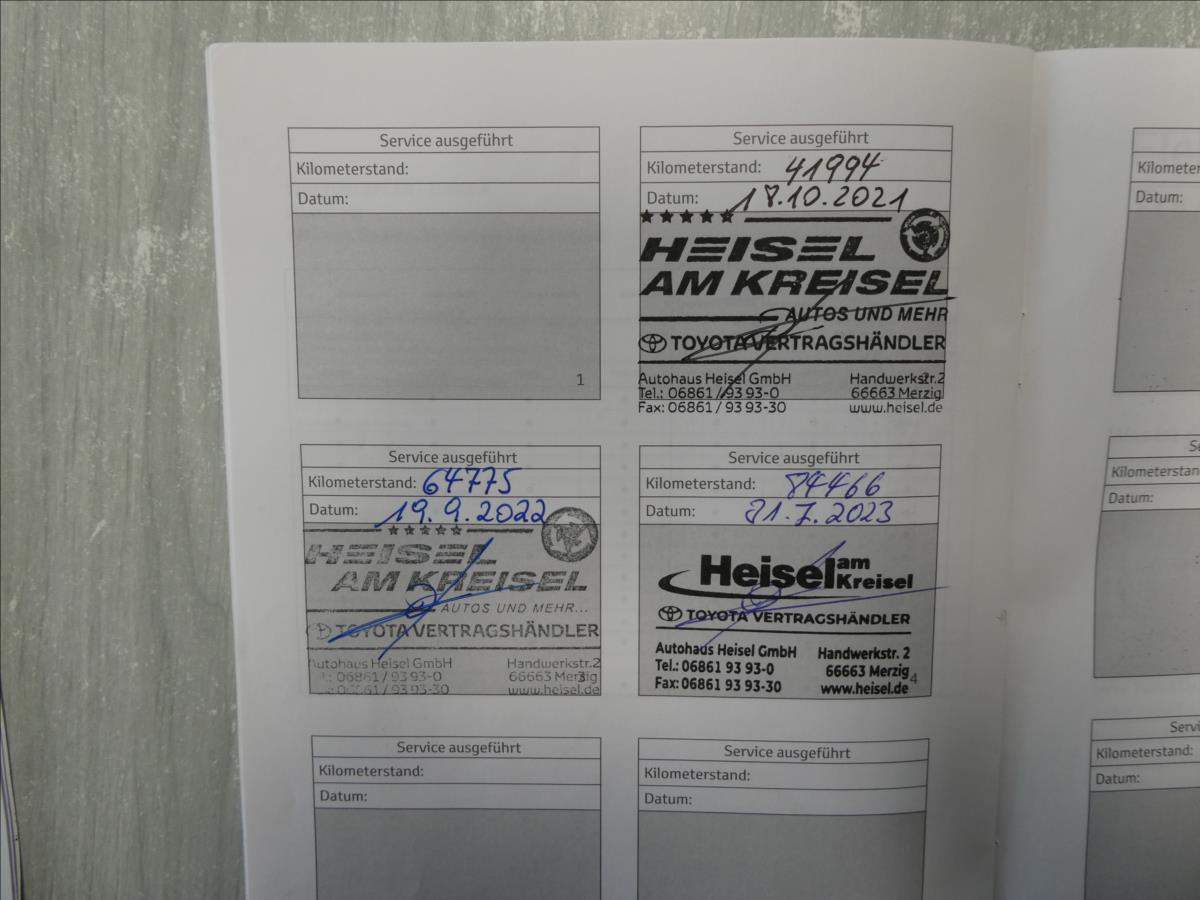 Service ausgeführt
Kilometerstand:
Datum:
1
Service ausgeführt
Kilometerstand: 41994
Datum: 18.10.2021
HEISEL
AM KREISEL
AUTOS UND MEHR
TOYOTA VERTRAGSHÄNDLER
Autohaus Heisel GmbH Handwerkstr.2
Tel.: 06861 / 93 93-0 66663 Merzig
Fax: 06861 / 93 93-30 www.heisel.de
Service ausgeführt
Kilometerstand: 64775
Datum: 19.9.2022
HEISEL
AM KREISEL
AUTOS UND MEHR...
TOYOTA VERTRAGSHÄNDLER
Autohaus Heisel GmbH Handwerkstr.2
06861 / 93 93-0 66663 Merzig
3
06861 / 93 93-30 www.heisel.de
Service ausgeführt
Kilometerstand: 84466
Datum: 31.7.2023
Heisel am Kreisel
TOYOTA VERTRAGSHÄNDLER
Autohaus Heisel GmbH Handwerkstr. 2
Tel.: 06861 93 93-0 66663 Merzig
Fax: 06861 93 93-30 www.heisel.de
4
Service ausgeführt
Kilometerstand:
Datum:
Service ausgeführt
Kilometerstand:
Datum:
Datum:
Kilometerstand:
Datum:
Kilometerstand:
Datum: